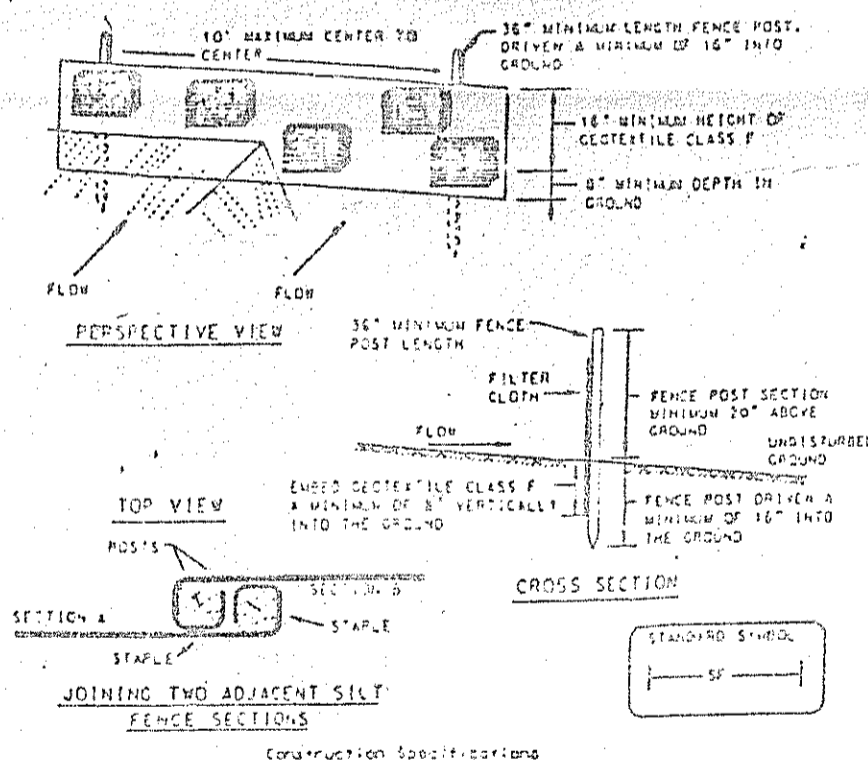 10' MAXIMUM CENTER TO
CENTER
36" MINIMUM LENGTH FENCE POST,
DRIVEN A MINIMUM OF 16" INTO
GROUND
16" MINIMUM HEIGHT OF
GEOTEXTILE CLASS F
8" MINIMUM DEPTH IN
GROUND
FLOW
FLOW
PERSPECTIVE VIEW
36" MINIMUM FENCE
POST LENGTH
FILTER
CLOTH
FENCE POST SECTION
MINIMUM 20" ABOVE
GROUND
FLOW
UNDISTURBED
GROUND
EMBED GEOTEXTILE CLASS F
A MINIMUM OF 8" VERTICALLY
INTO THE GROUND
FENCE POST DRIVEN A
MINIMUM OF 16" INTO
THE GROUND
CROSS SECTION
TOP VIEW
POSTS
SECTION B
SECTION A
STAPLE
STAPLE
JOINING TWO ADJACENT SILT
FENCE SECTIONS
STANDARD SYMBOL
SF
Construction Specifications